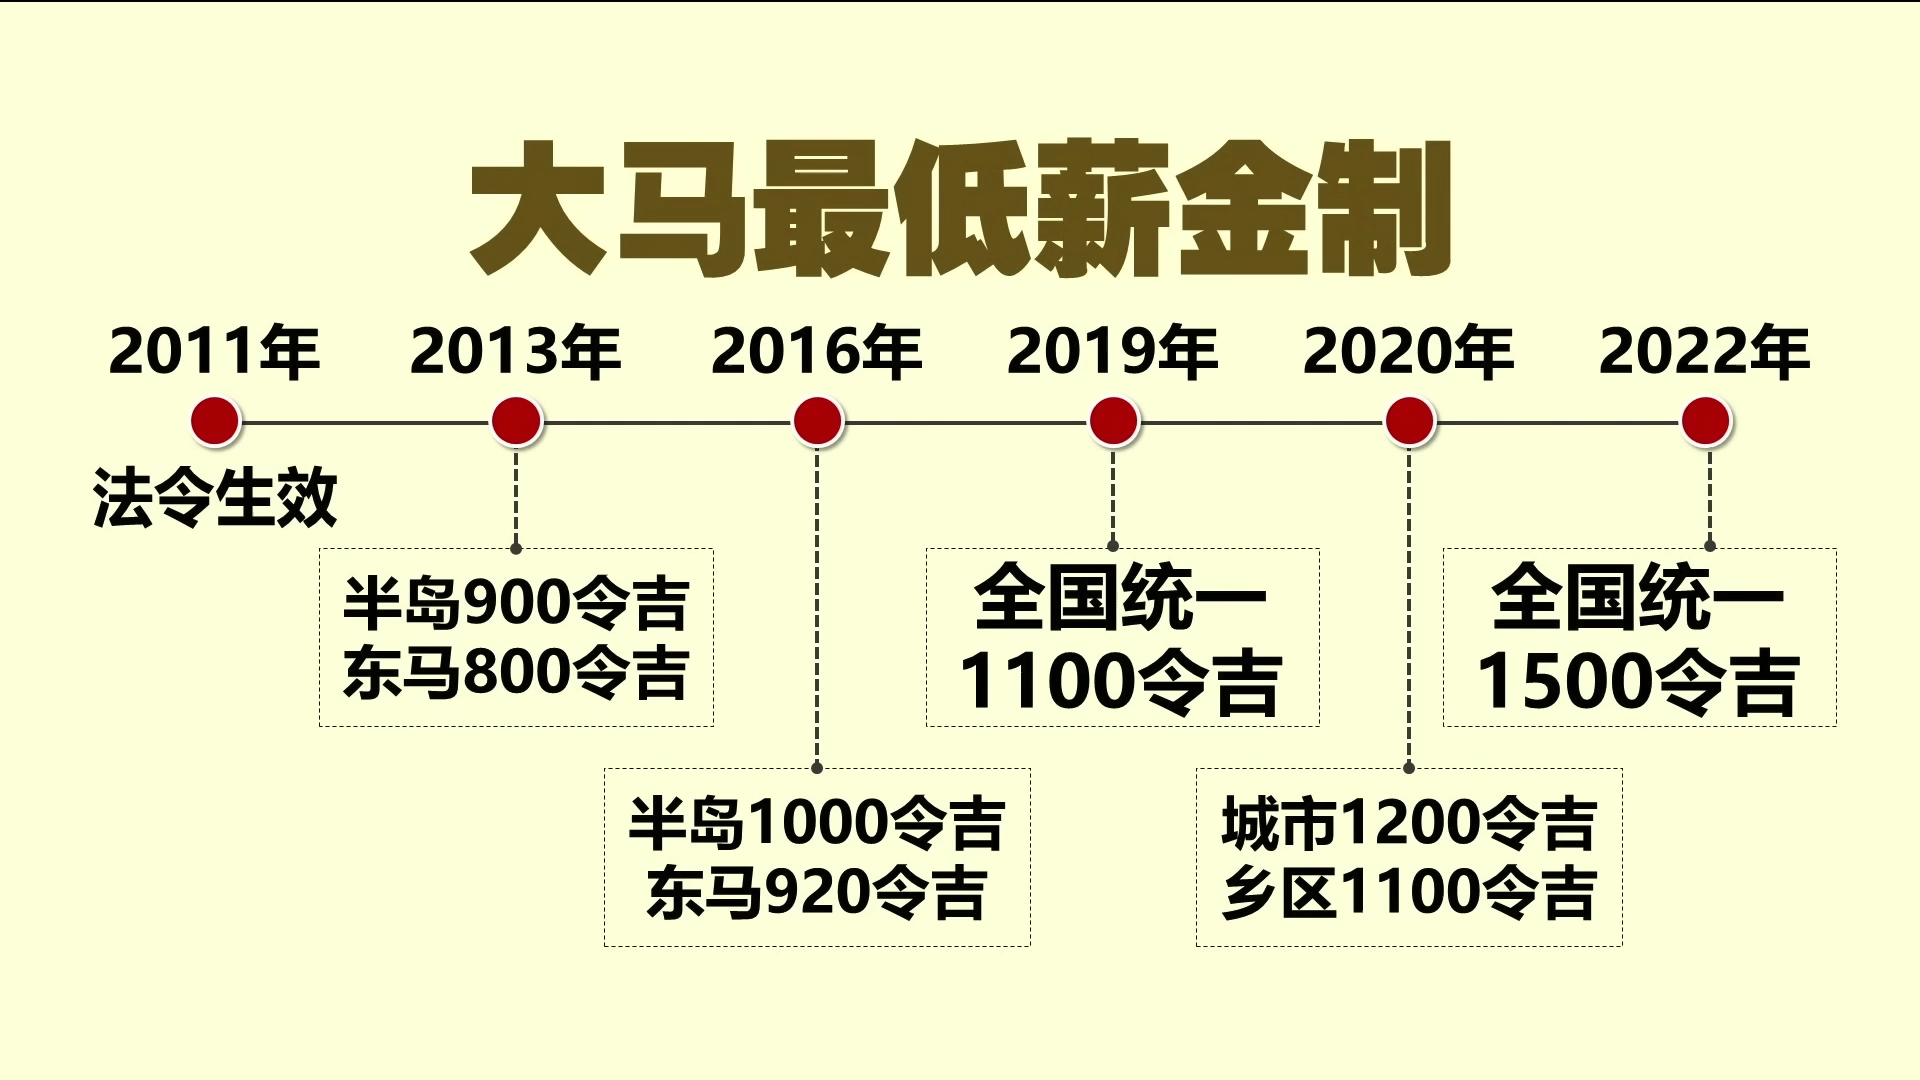 大马最低薪金制
2011年
法令生效
2013年
半岛900令吉
东马800令吉
2016年
半岛1000令吉
东马920令吉
2019年
全国统一
1100令吉
2020年
城市1200令吉
乡区1100令吉
2022年
全国统一
1500令吉